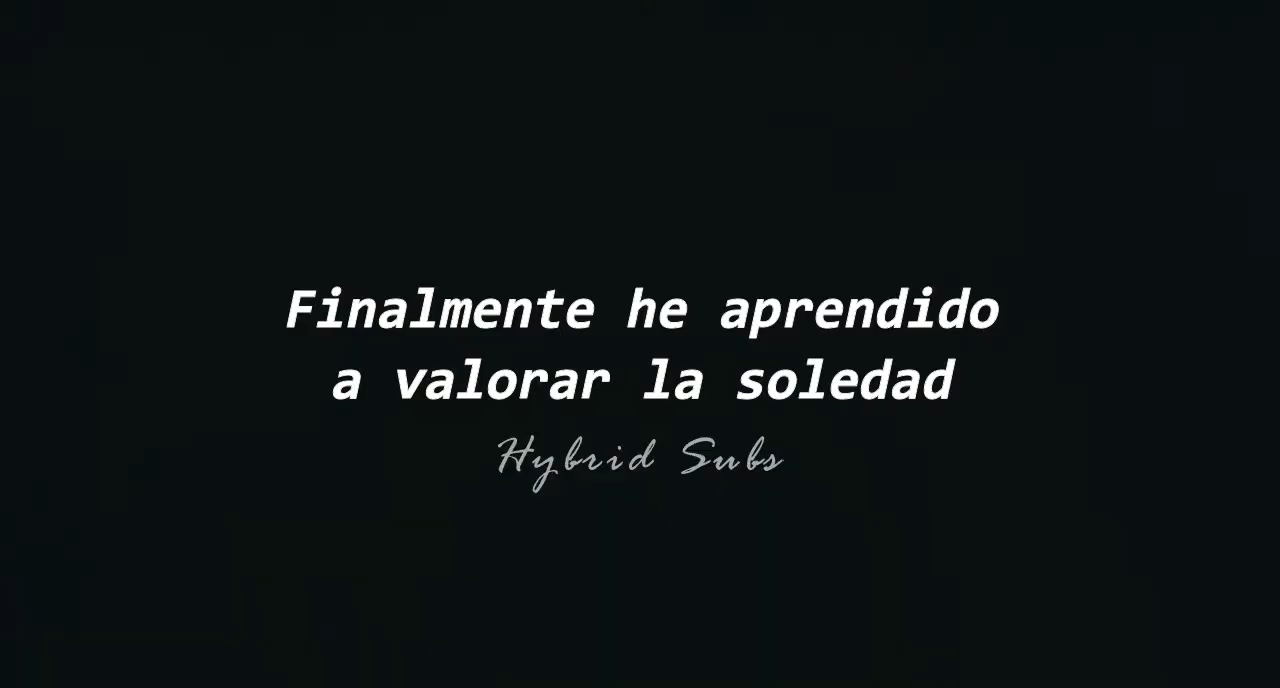 Finalmente he aprendido
a valorar la soledad
Hybrid Subs